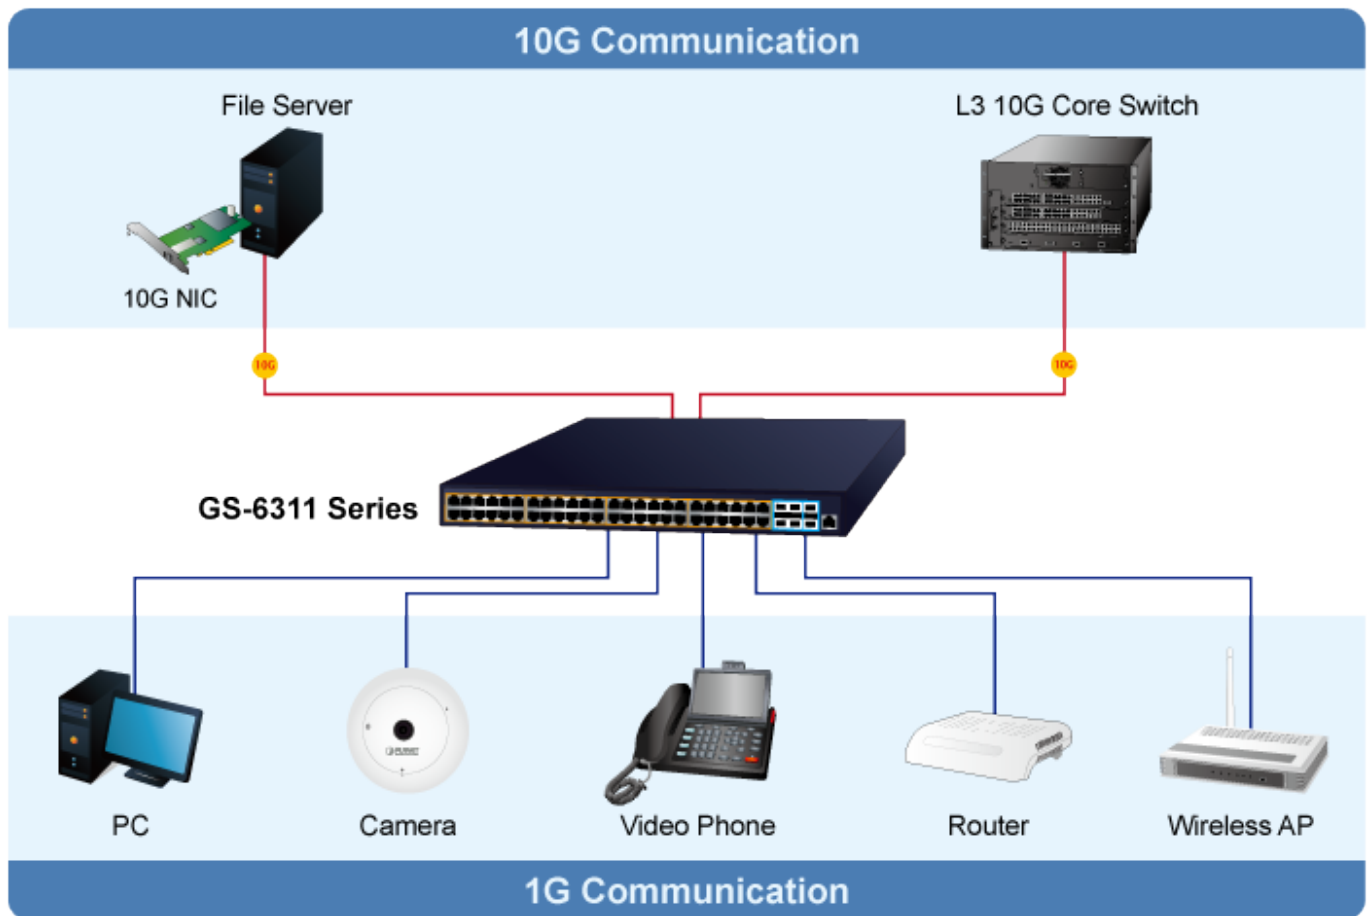 10G Communication
File Server
L3 10G Core Switch
10G NIC
10G
10G
GS-6311 Series
PLANET
PC
Camera
Video Phone
Router
Wireless AP
1G Communication